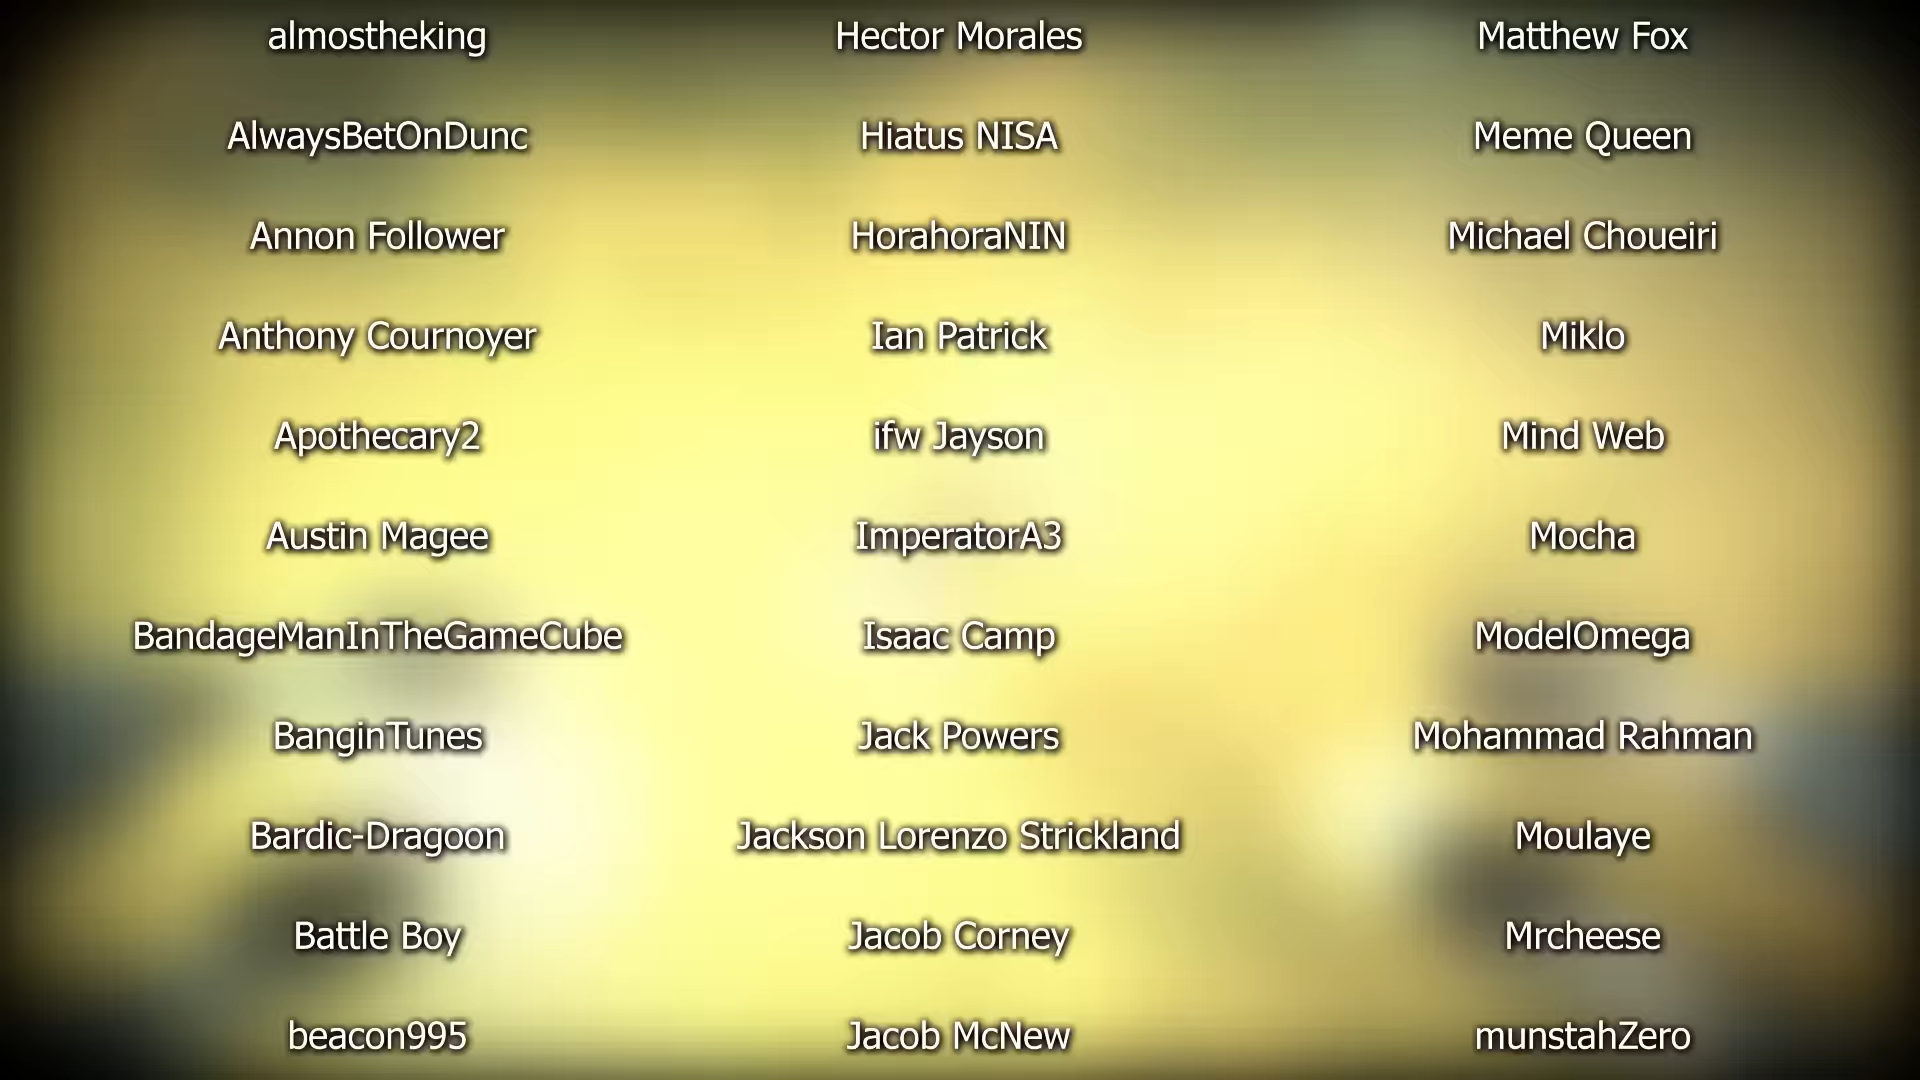 almostheking
Hector Morales
Matthew Fox
AlwaysBetOnDunc
Hiatus NISA
Meme Queen
Annon Follower
HorahoraNIN
Michael Choueiri
Anthony Cournoyer
Ian Patrick
Miklo
Apothecary2
ifw Jayson
Mind Web
Austin Magee
ImperatorA3
Mocha
BandageManInTheGameCube
Isaac Camp
ModelOmega
BanginTunes
Jack Powers
Mohammad Rahman
Bardic-Dragoon
Jackson Lorenzo Strickland
Moulaye
Battle Boy
Jacob Corney
Mrcheese
beacon995
Jacob McNew
munstahZero